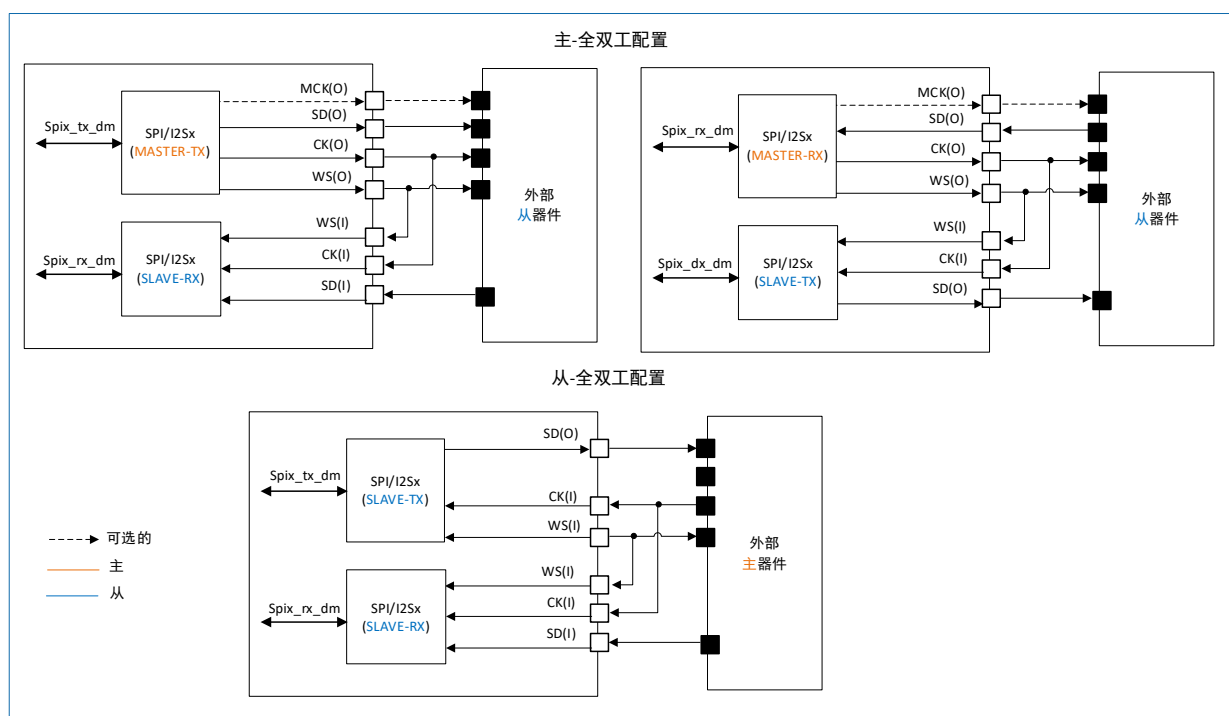 主-全双工配置
MCK(O)
SD(O)
Spix_tx_dm
SPI/I2Sx
(MASTER-TX)
CK(O)
WS(O)
WS(I)
Spix_rx_dm
SPI/I2Sx
(SLAVE-RX)
CK(I)
SD(I)
外部
从器件
MCK(O)
SD(O)
Spix_rx_dm
SPI/I2Sx
(MASTER-RX)
CK(O)
WS(O)
WS(I)
Spix_dx_dm
SPI/I2Sx
(SLAVE-TX)
CK(I)
SD(O)
外部
从器件
从-全双工配置
SD(O)
Spix_tx_dm
SPI/I2Sx
(SLAVE-TX)
CK(I)
WS(I)
WS(I)
Spix_rx_dm
SPI/I2Sx
(SLAVE-RX)
CK(I)
SD(I)
外部
主器件
可选的
主
从